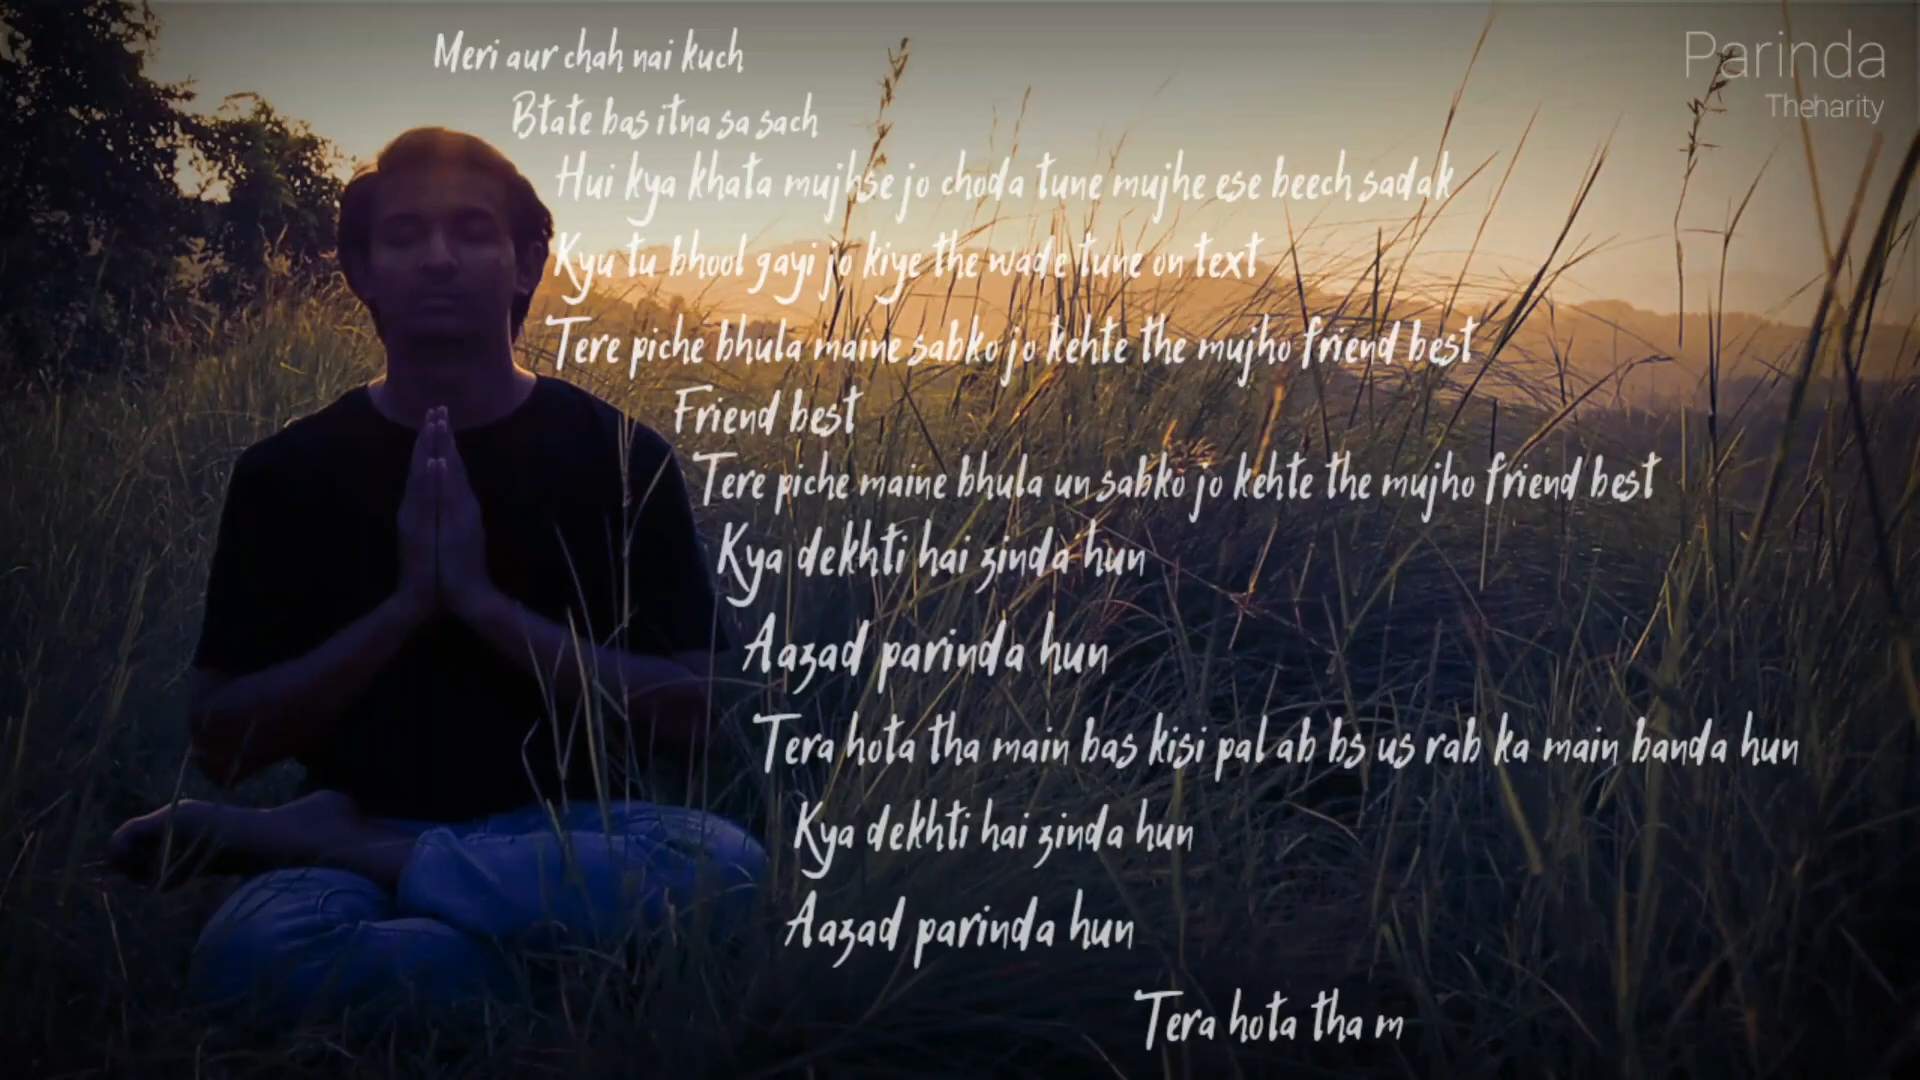 Parinda
Theharity
Meri aur chah nai kuch
Btate bas itna sa sach
Hui kya khata mujhse jo choda tune mujhe ese beech sadak
Kyu tu bhool gayi jo kiye the wade tune on text
Tere piche bhula maine sabko jo kehte the mujho friend best
Friend best
Tere piche maine bhula un sabko jo kehte the mujho friend best
Kya dekhti hai zinda hun
Aazad parinda hun
Tera hota tha main bas kisi pal ab bs us rab ka main banda hun
Kya dekhti hai zinda hun
Aazad parinda hun
Tera hota tha m